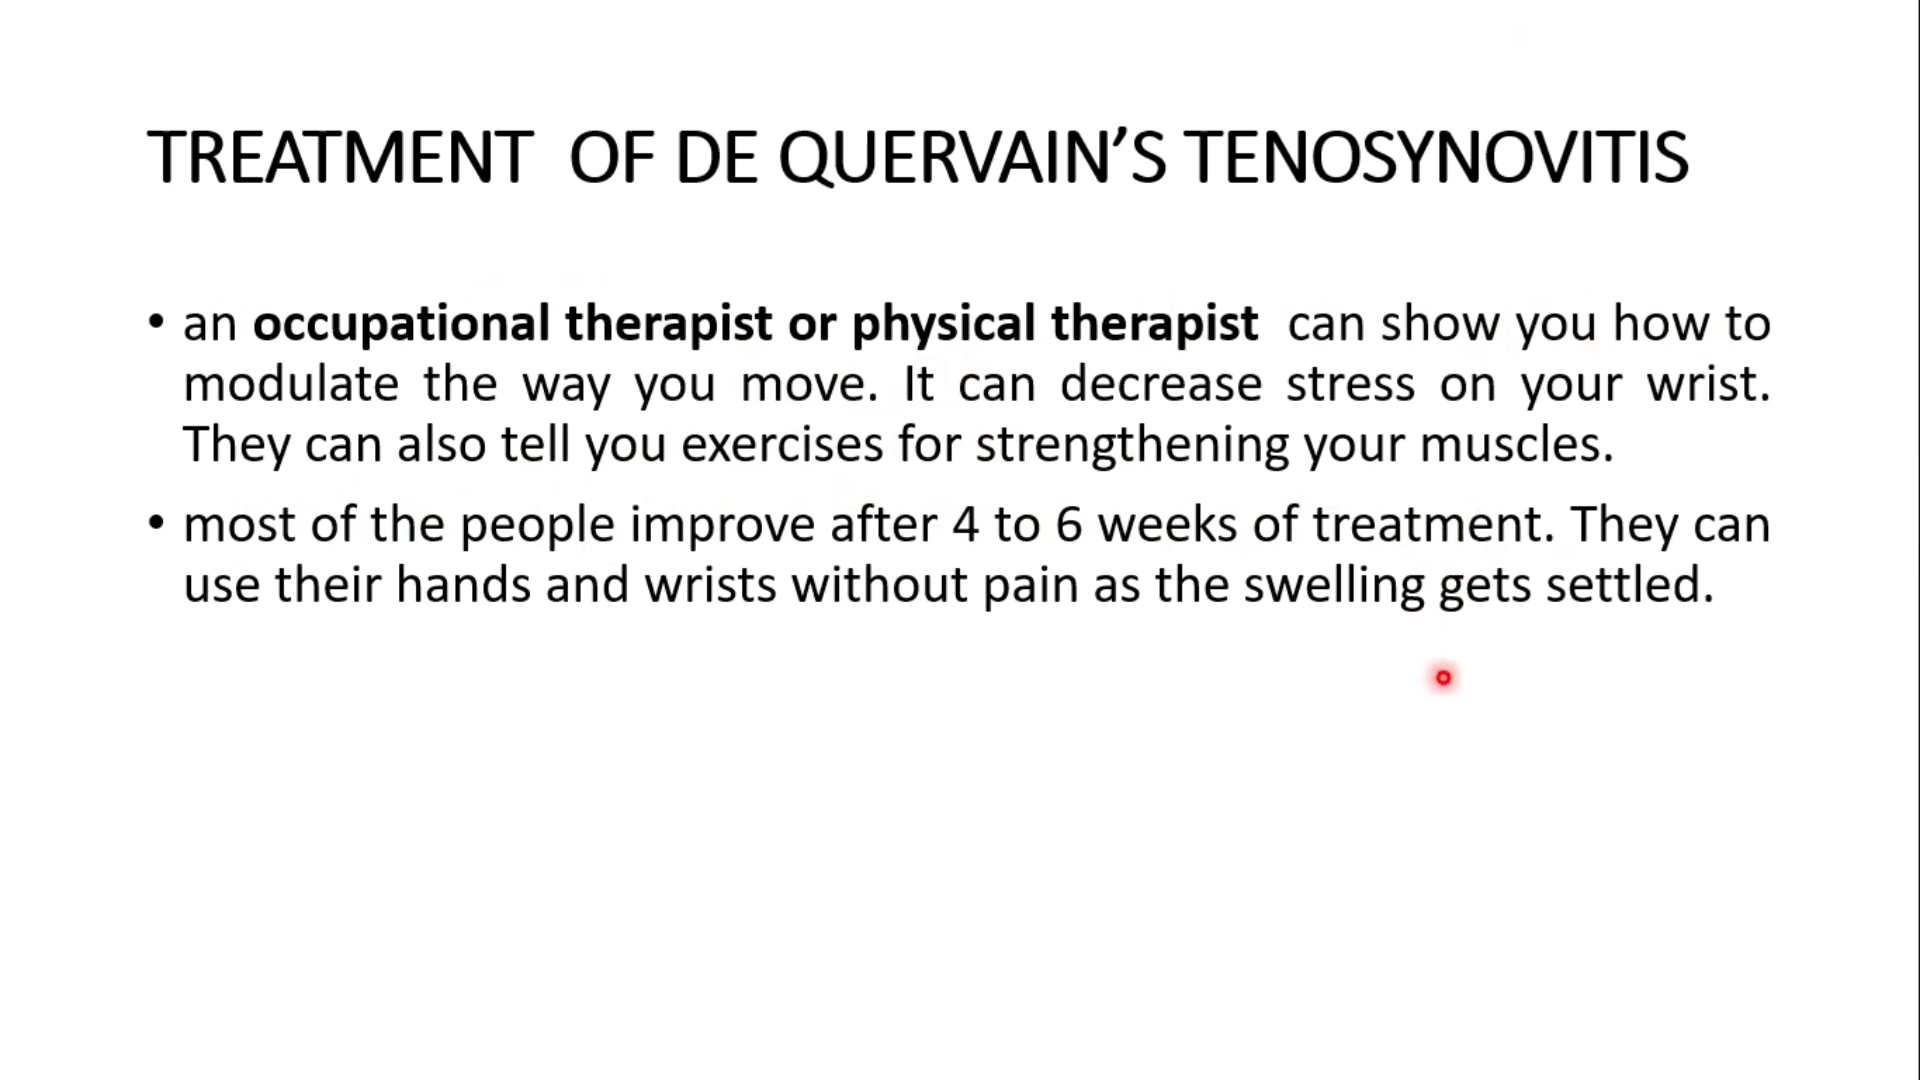 TREATMENT  OF DE QUERVAIN’S TENOSYNOVITIS
• an occupational therapist or physical therapist  can show you how to
modulate the way you move. It can decrease stress on your wrist.
They can also tell you exercises for strengthening your muscles.
• most of the people improve after 4 to 6 weeks of treatment. They can
use their hands and wrists without pain as the swelling gets settled.